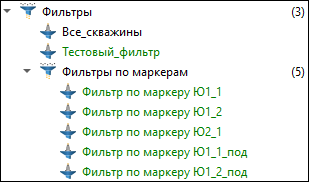 Фильтры (3)
Все_скважины
Тестовый_фильтр
Фильтры по маркерам (5)
Фильтр по маркеру Ю1_1
Фильтр по маркеру Ю1_2
Фильтр по маркеру Ю2_1
Фильтр по маркеру Ю1_1_под
Фильтр по маркеру Ю1_2_под